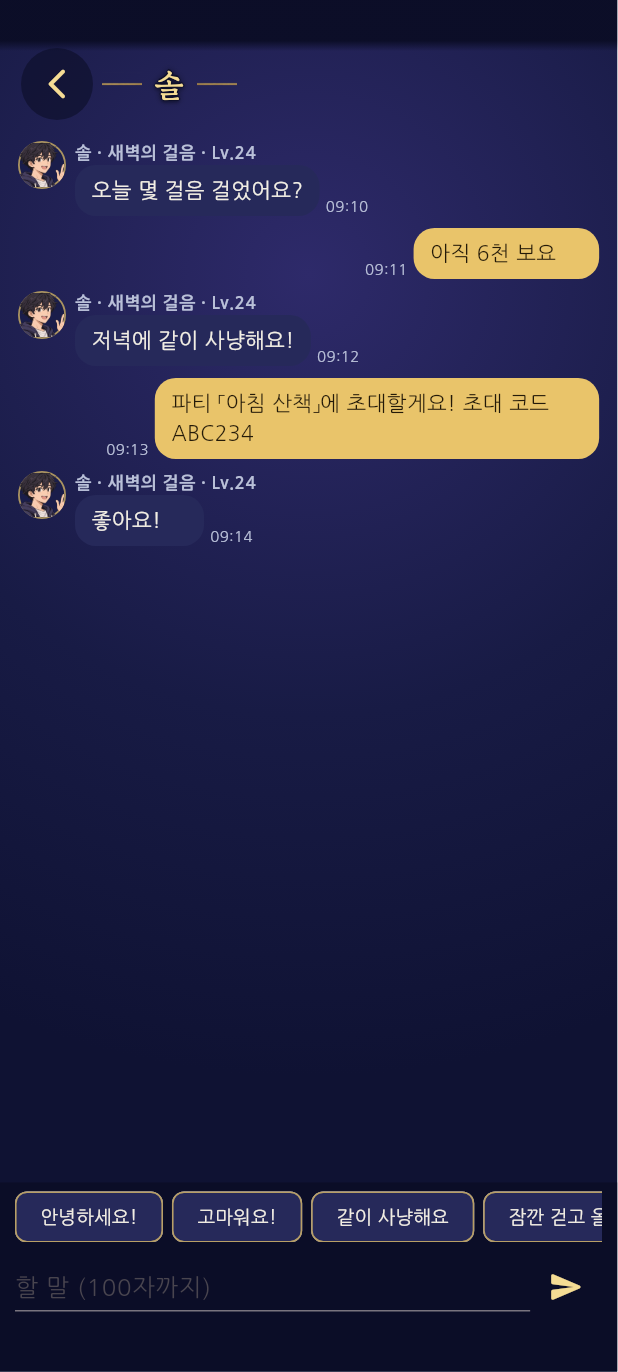 솔
솔 · 새벽의 걸음 · Lv.24
오늘 몇 걸음 걸었어요?
09:10
아직 6천 보요
09:11
솔 · 새벽의 걸음 · Lv.24
저녁에 같이 사냥해요!
09:12
파티 「아침 산책」에 초대할게요! 초대 코드
ABC234
09:13
솔 · 새벽의 걸음 · Lv.24
좋아요!
09:14
안녕하세요!
고마워요!
같이 사냥해요
잠깐 걷고
할 말 (100자까지)